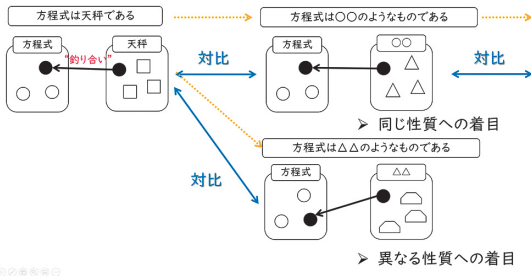 方程式は天秤である
方程式は○○のようなものである
方程式
天秤
"釣り合い"
対比
方程式
○○
対比
➢ 同じ性質への着目
方程式は△△のようなものである
対比
方程式
△△
➢ 異なる性質への着目